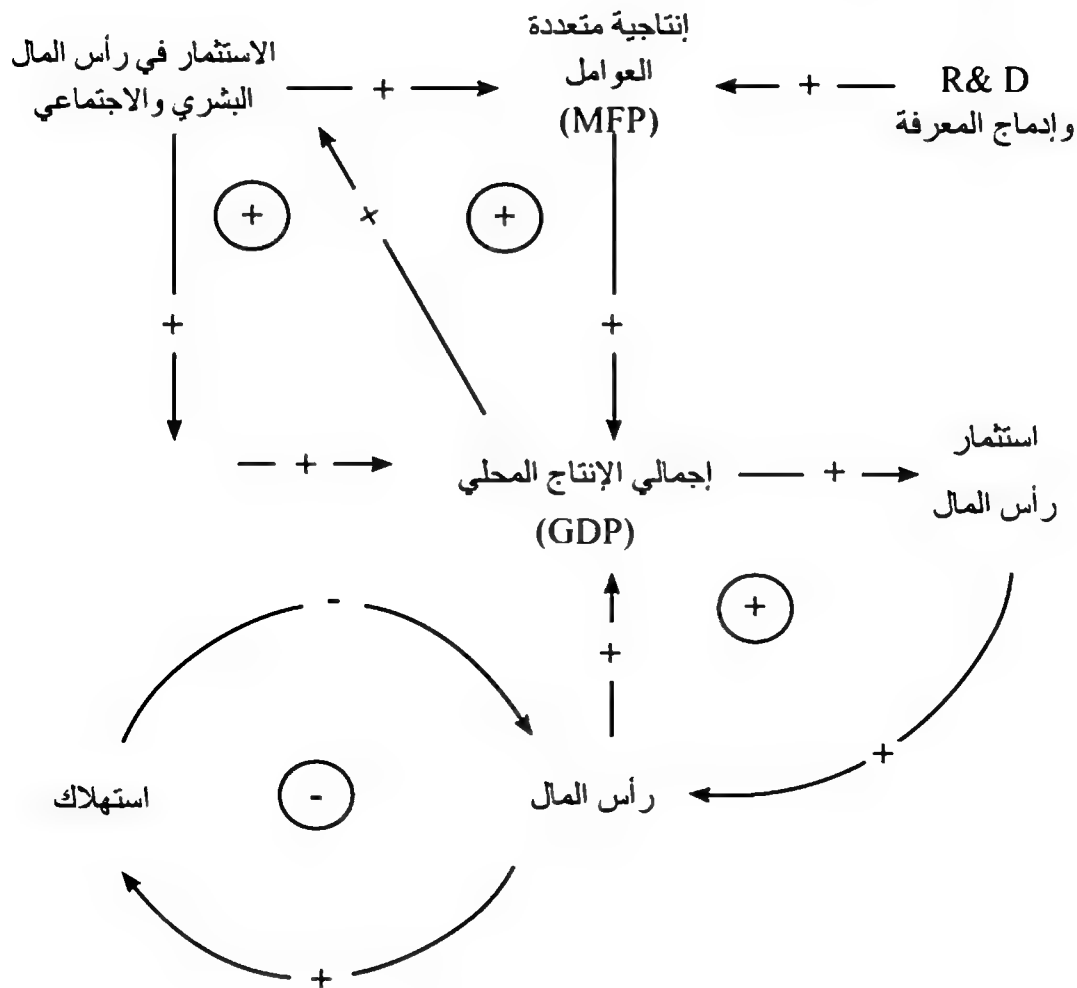 الاستثمار في رأس المال
البشري والاجتماعي
+
إنتاجية متعددة
العوامل
(MFP)
+
R& D
وإدماج المعرفة
+
+
+
+
+
+
إجمالي الإنتاج المحلي
(GDP)
+
استثمار
رأس المال
-
+
+
+
استهلاك
-
رأس المال
+